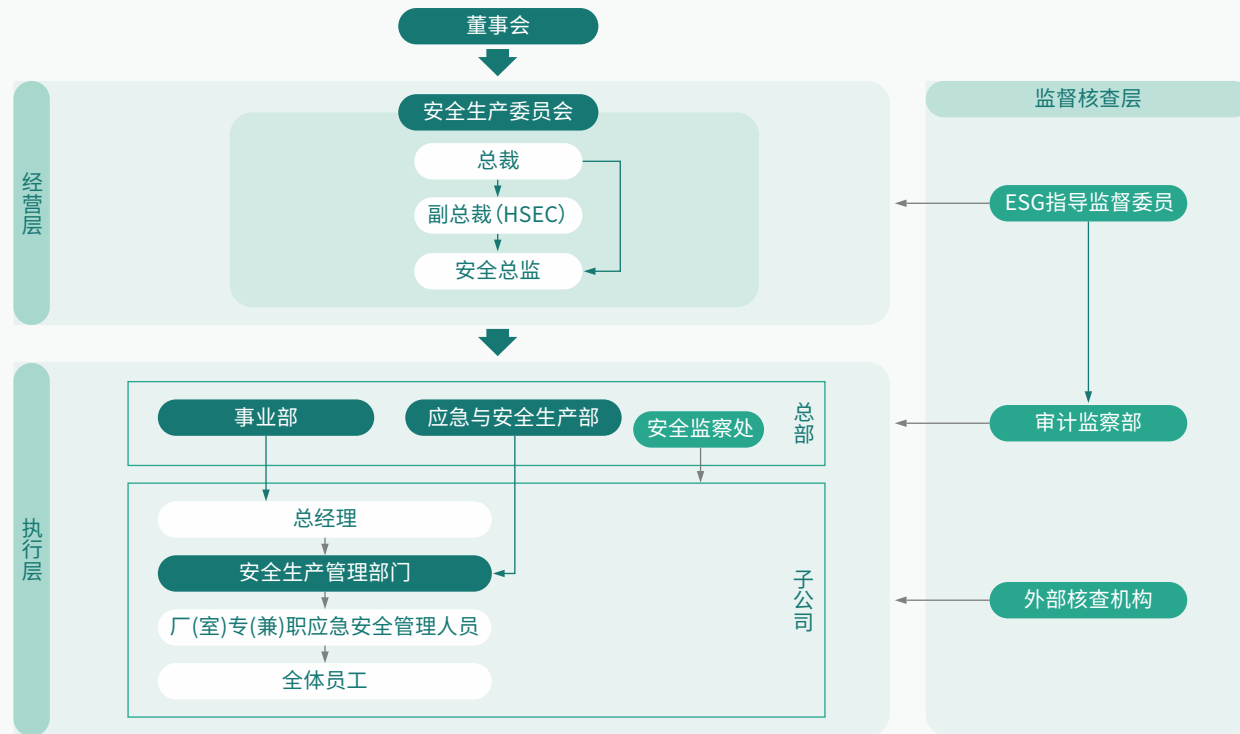 董事会
经营层
安全生产委员会
总裁
副总裁(HSEC)
安全总监
监督核查层
ESG指导监督委员
审计监察部
外部核查机构
执行层
总部
事业部
应急与安全生产部
安全监察处
子公司
总经理
安全生产管理部门
厂(室)专(兼)职应急安全管理人员
全体员工